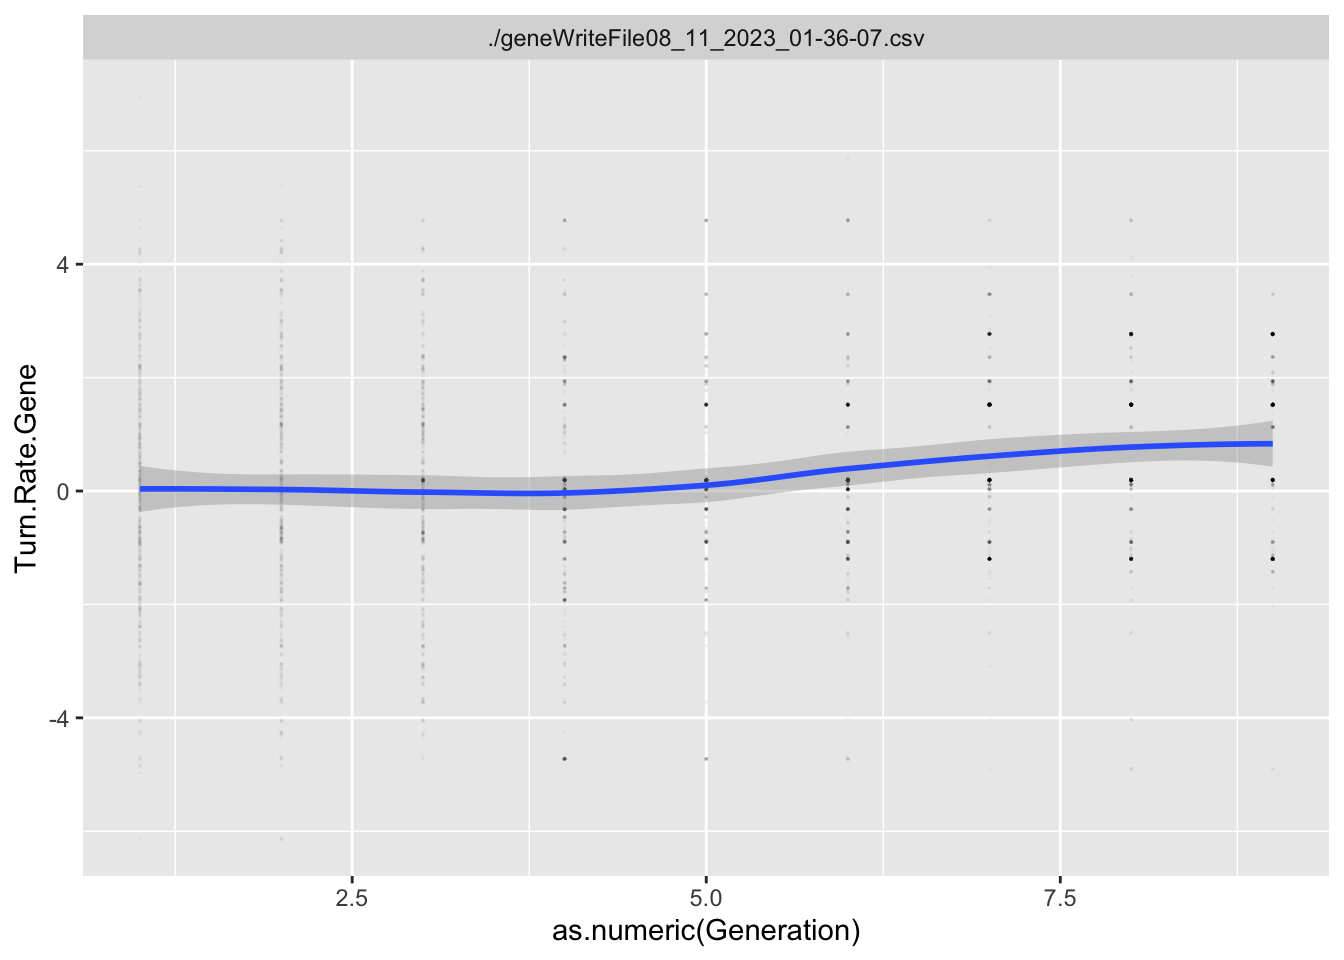 ./geneWriteFile08_11_2023_01-36-07.csv
Turn.Rate.Gene
4
0
-4
2.5
5.0
7.5
as.numeric(Generation)